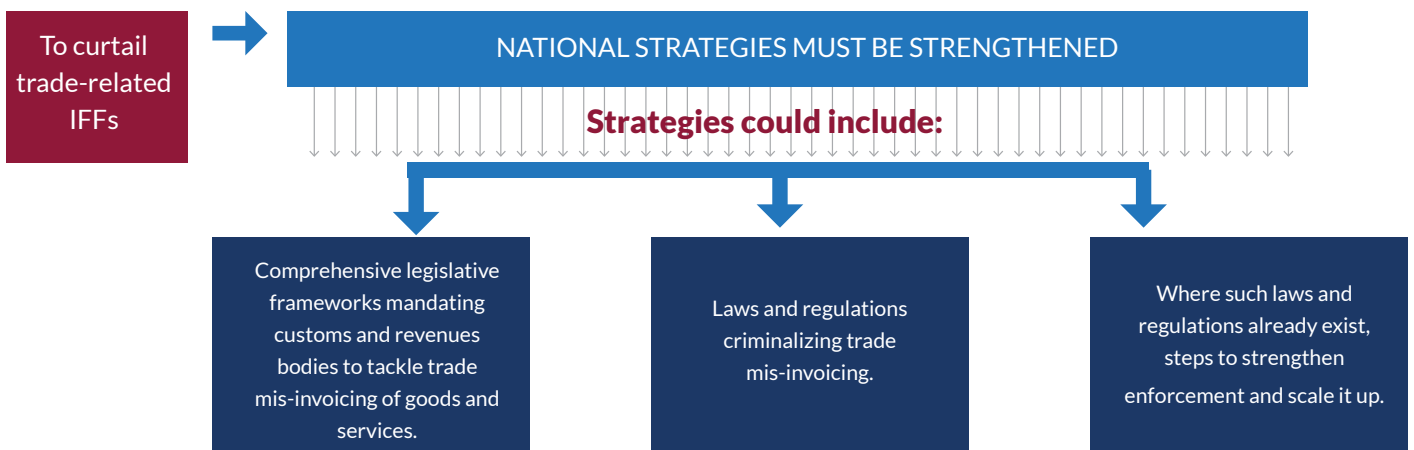 To curtail
trade-related
IFFs
NATIONAL STRATEGIES MUST BE STRENGTHENED
Strategies could include:
Comprehensive legislative
frameworks mandating
customs and revenues
bodies to tackle trade
mis-invoicing of goods and
services.
Laws and regulations
criminalizing trade
mis-invoicing.
Where such laws and
regulations already exist,
steps to strengthen
enforcement and scale it up.